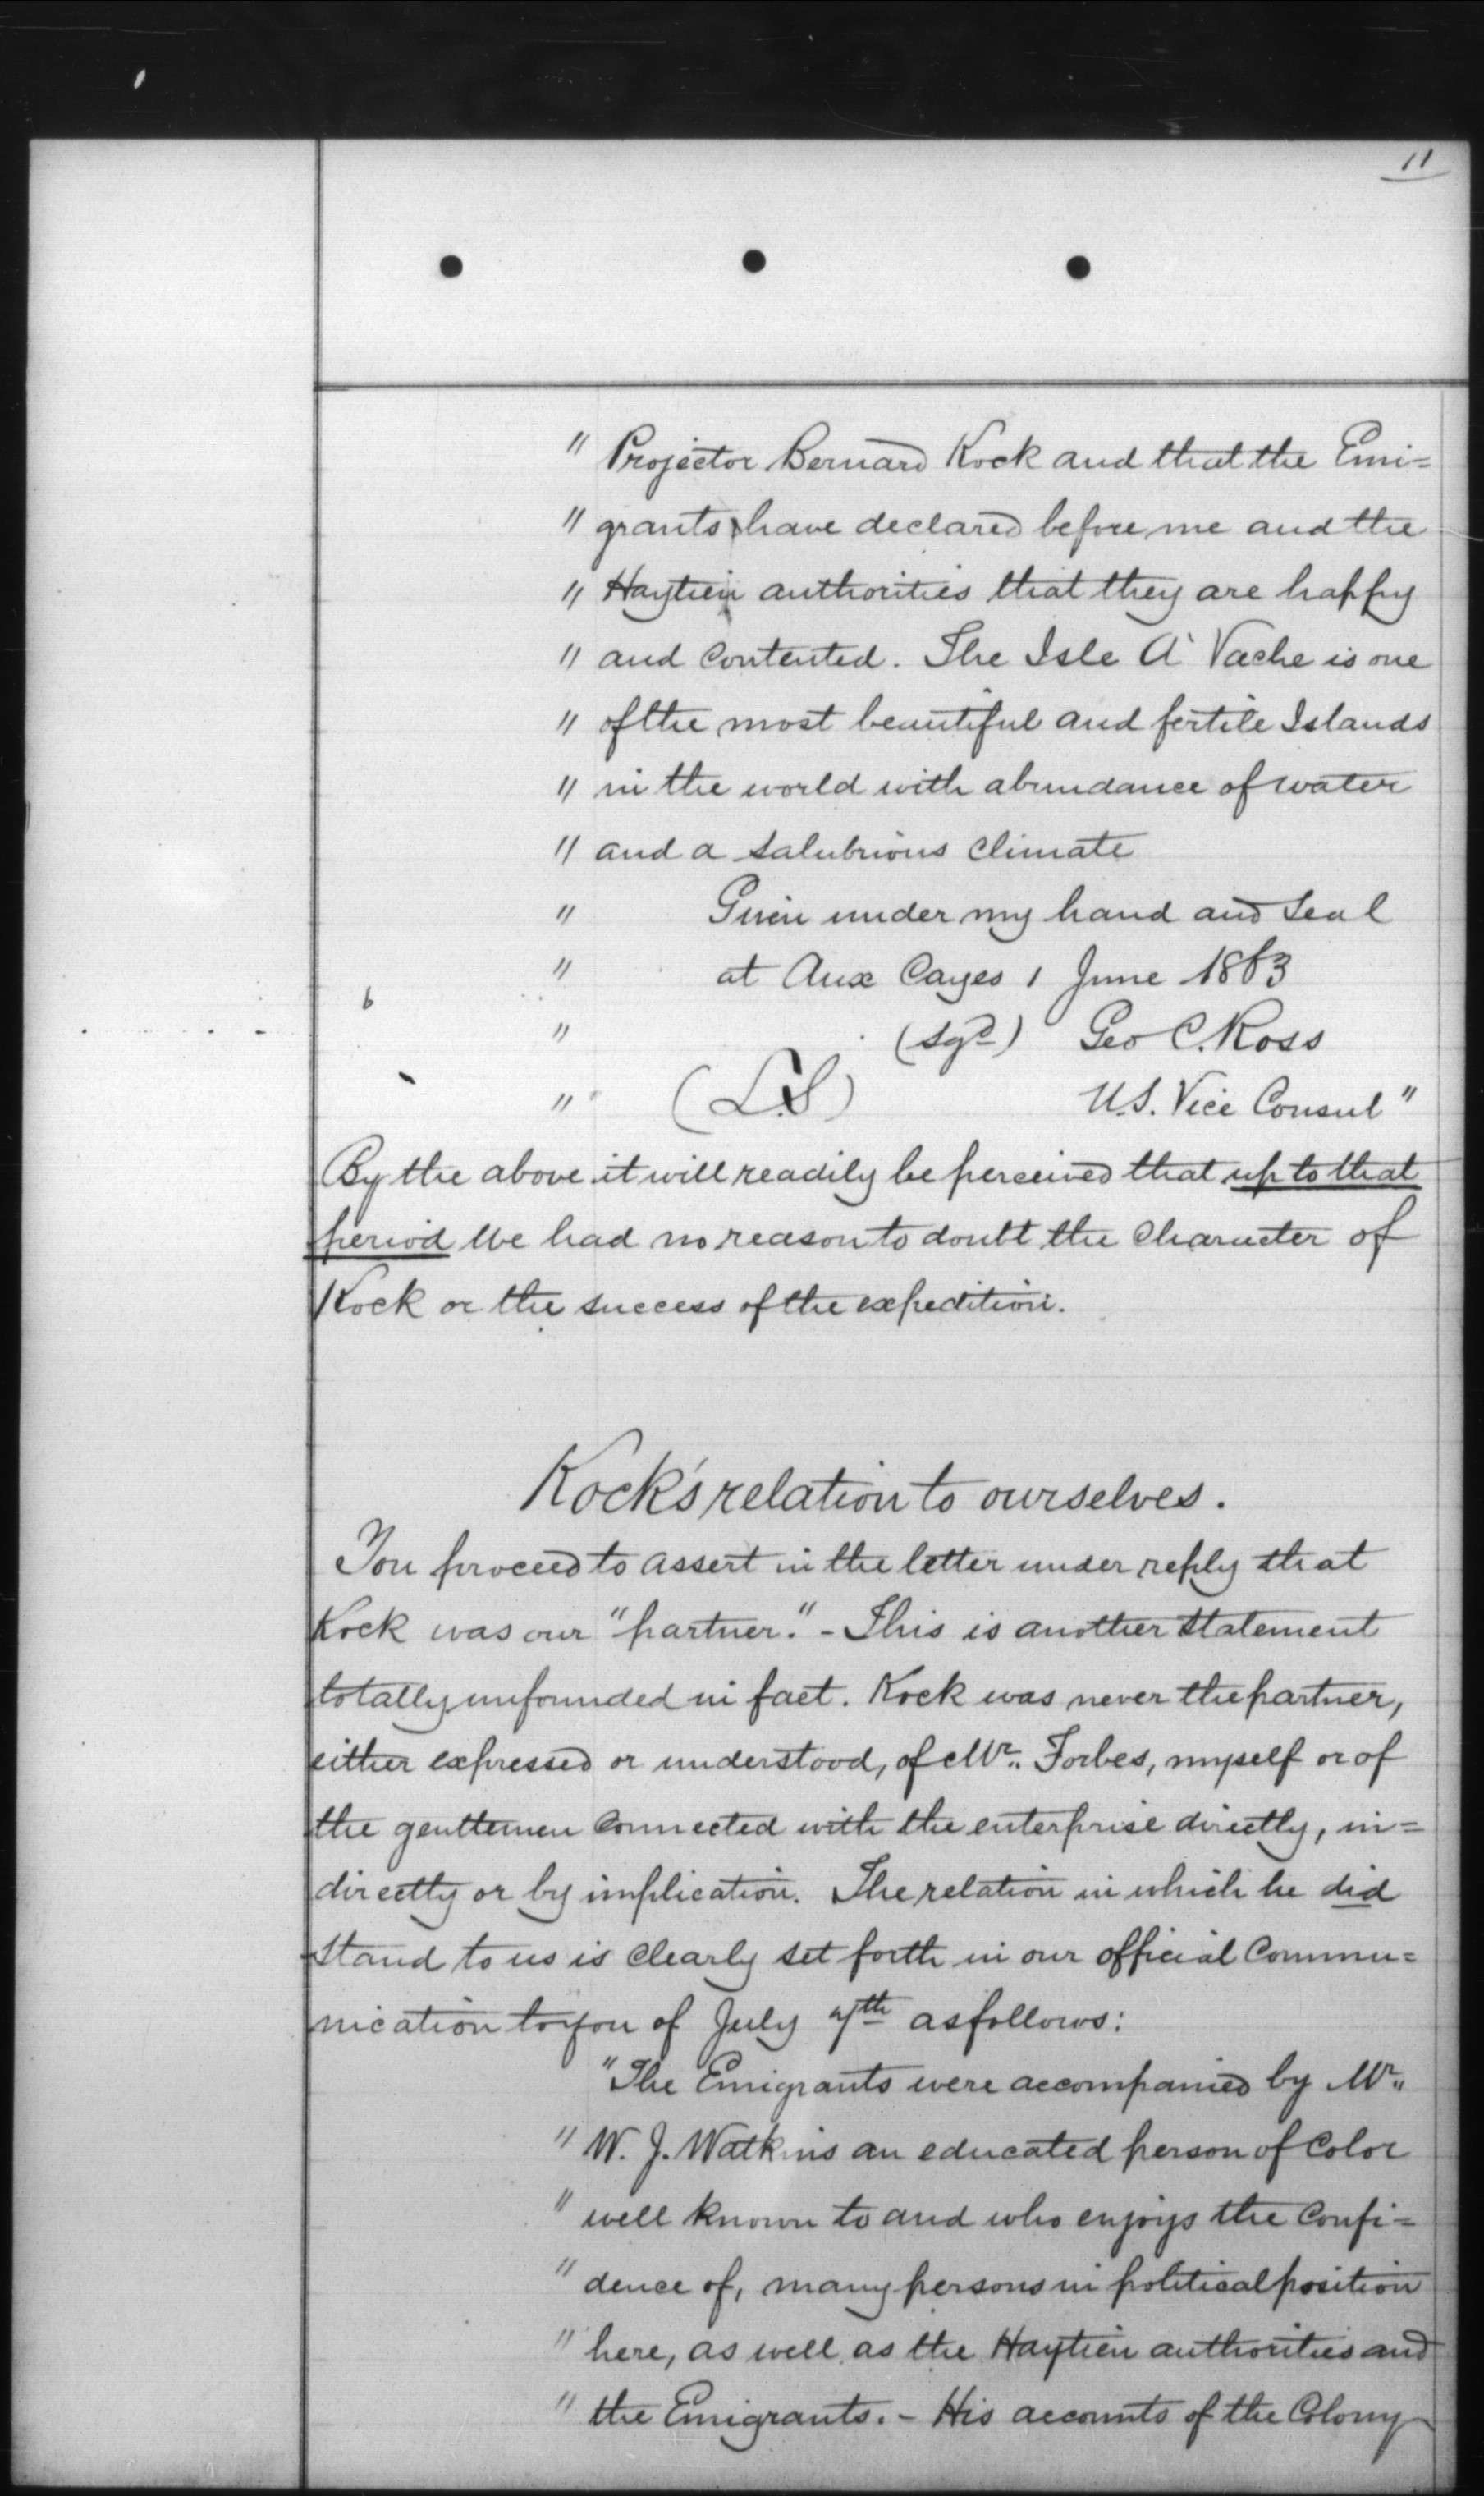 11
" Projector Bernard Kock and that the Emi=
" grants have declared before me and the
" Haytien authorities that they are happy
" and contented. The Isle A' Vache is one
" of the most beautiful and fertile Islands
" in the world with abundance of water
" and a salubrious climate
" Given under my hand and Seal
" at Aux Cayes 1 June 1863
" (sgd) Geo C. Ross
" (L.S) U.S. Vice Consul"
By the above it will readily be perceived that up to that
period we had no reason to doubt the character of
Kock or the success of the expedition.
Kock's relation to ourselves.
You proceed to assert in the letter under reply that
Kock was our "partner." - This is another statement
totally unfounded in fact. Kock was never the partner,
either expressed or understood, of Mr. Forbes, myself or of
the gentlemen connected with the enterprise directly, in=
directly or by implication. The relation in which he did
stand to us is clearly set forth in our official Commu=
nication to you of July 7th as follows:
"The Emigrants were accompanied by Mr.
" W. J. Watkins an educated person of Color
" well known to and who enjoys the Confi=
" dence of, many persons in political position
" here, as well as the Haytien authorities and
" the Emigrants. - His accounts of the Colony